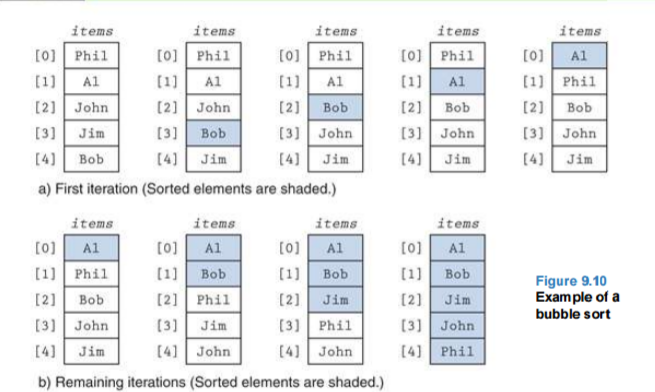 items items items items items
[0] Phil [0] Phil [0] Phil [0] Phil [0] Al
[1] Al [1] Al [1] Al [1] Al [1] Phil
[2] John [2] John [2] Bob [2] Bob [2] Bob
[3] Jim [3] Bob [3] John [3] John [3] John
[4] Bob [4] Jim [4] Jim [4] Jim [4] Jim
a) First iteration (Sorted elements are shaded.)
items items items items
[0] Al [0] Al [0] Al [0] Al
[1] Phil [1] Bob [1] Bob [1] Bob
[2] Bob [2] Phil [2] Jim [2] Jim
[3] John [3] Jim [3] Phil [3] John
[4] Jim [4] John [4] John [4] Phil
Figure 9.10
Example of a
bubble sort
b) Remaining iterations (Sorted elements are shaded.)